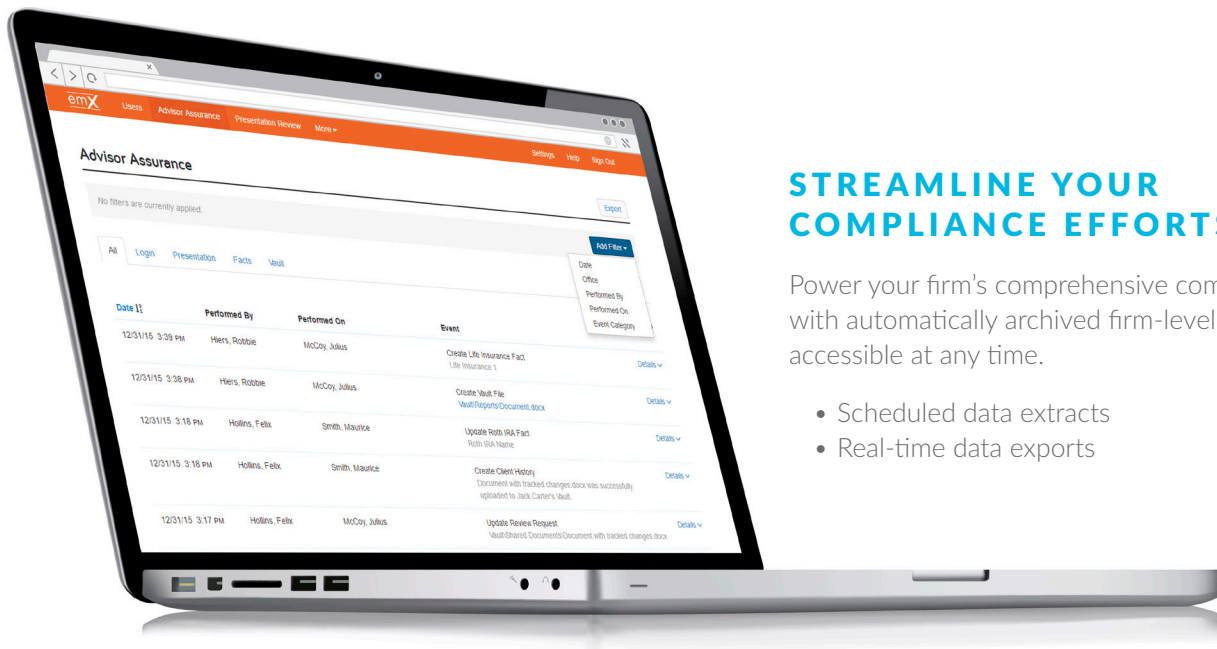 emX Users Advisor Assurance Presentation Review More
Settings Help Sign Out
Advisor Assurance
Export
No filters are currently applied.
Add Filter
Date
Office
Performed By
Performed On
Event Category
All Login Presentation Facts Vault
Date Performed By Performed On Event
12/31/15 3:39 PM Hiers, Robbie McCoy, Julius Create Life Insurance Fact Details
Life Insurance 1
12/31/15 3:38 PM Hiers, Robbie McCoy, Julius Create Vault File Details
Vault\Reports\Document.docx
12/31/15 3:18 PM Hollins, Felix Smith, Maurice Update Roth IRA Fact Details
Roth IRA Name
12/31/15 3:18 PM Hollins, Felix Smith, Maurice Create Client History Details
Document with tracked changes.docx was successfully
uploaded to Jack Carter's Vault.
12/31/15 3:17 PM Hollins, Felix McCoy, Julius Update Review Request Details
Vault\Shared Documents\Document with tracked changes.docx
STREAMLINE YOUR
COMPLIANCE EFFORTS
Power your firm's comprehensive com
with automatically archived firm-level
accessible at any time.
• Scheduled data extracts
• Real-time data exports